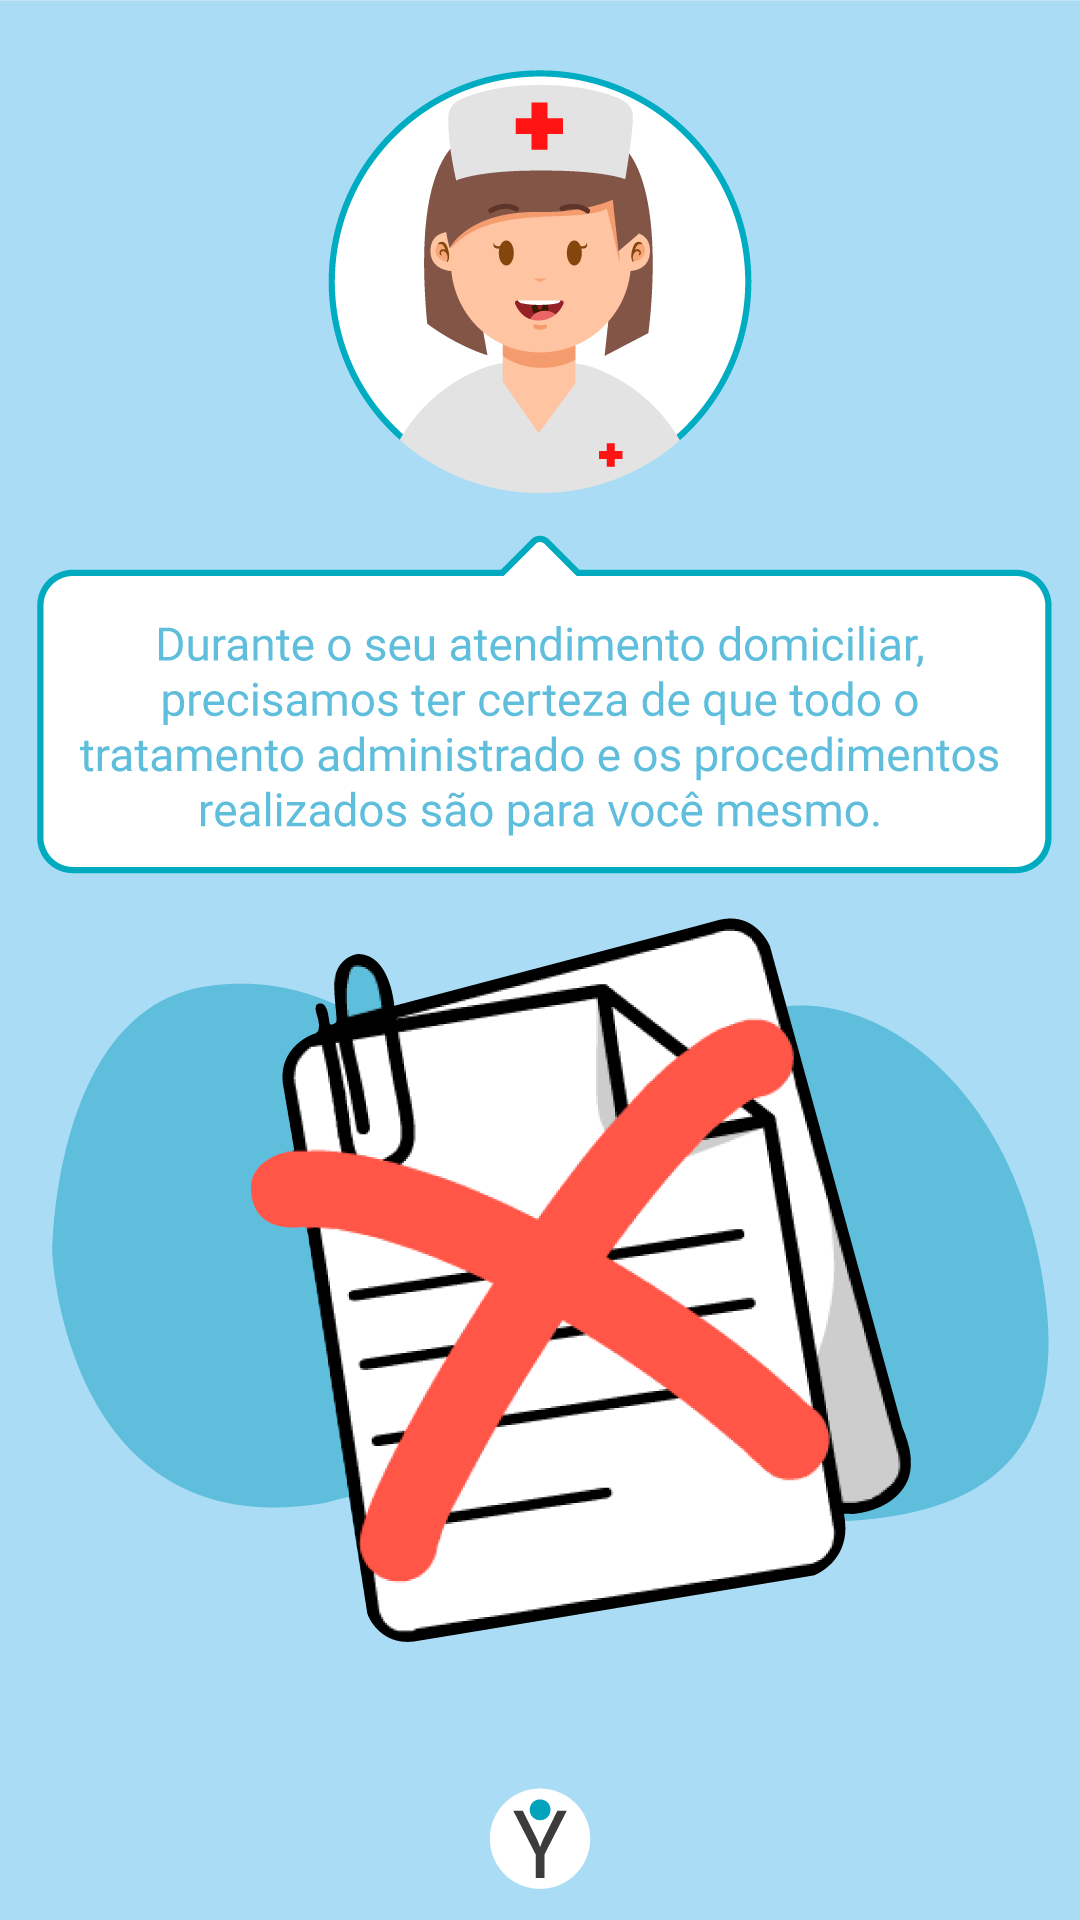 Durante o seu atendimento domiciliar,
precisamos ter certeza de que todo o
tratamento administrado e os procedimentos
realizados são para você mesmo.